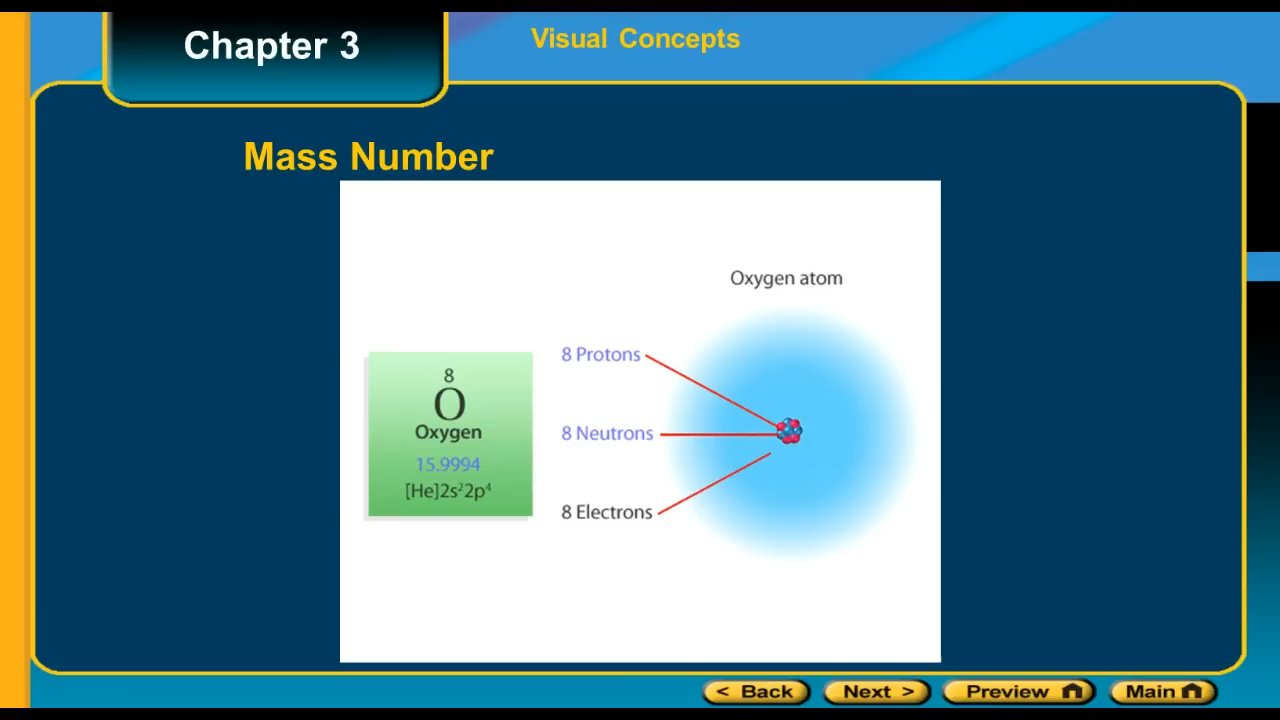 Chapter 3
Visual Concepts
Mass Number
Oxygen atom
8 Protons
8 Neutrons
8 Electrons
8
O
Oxygen
15.9994
[He]2s²2p⁴
< Back
Next >
Preview
Main